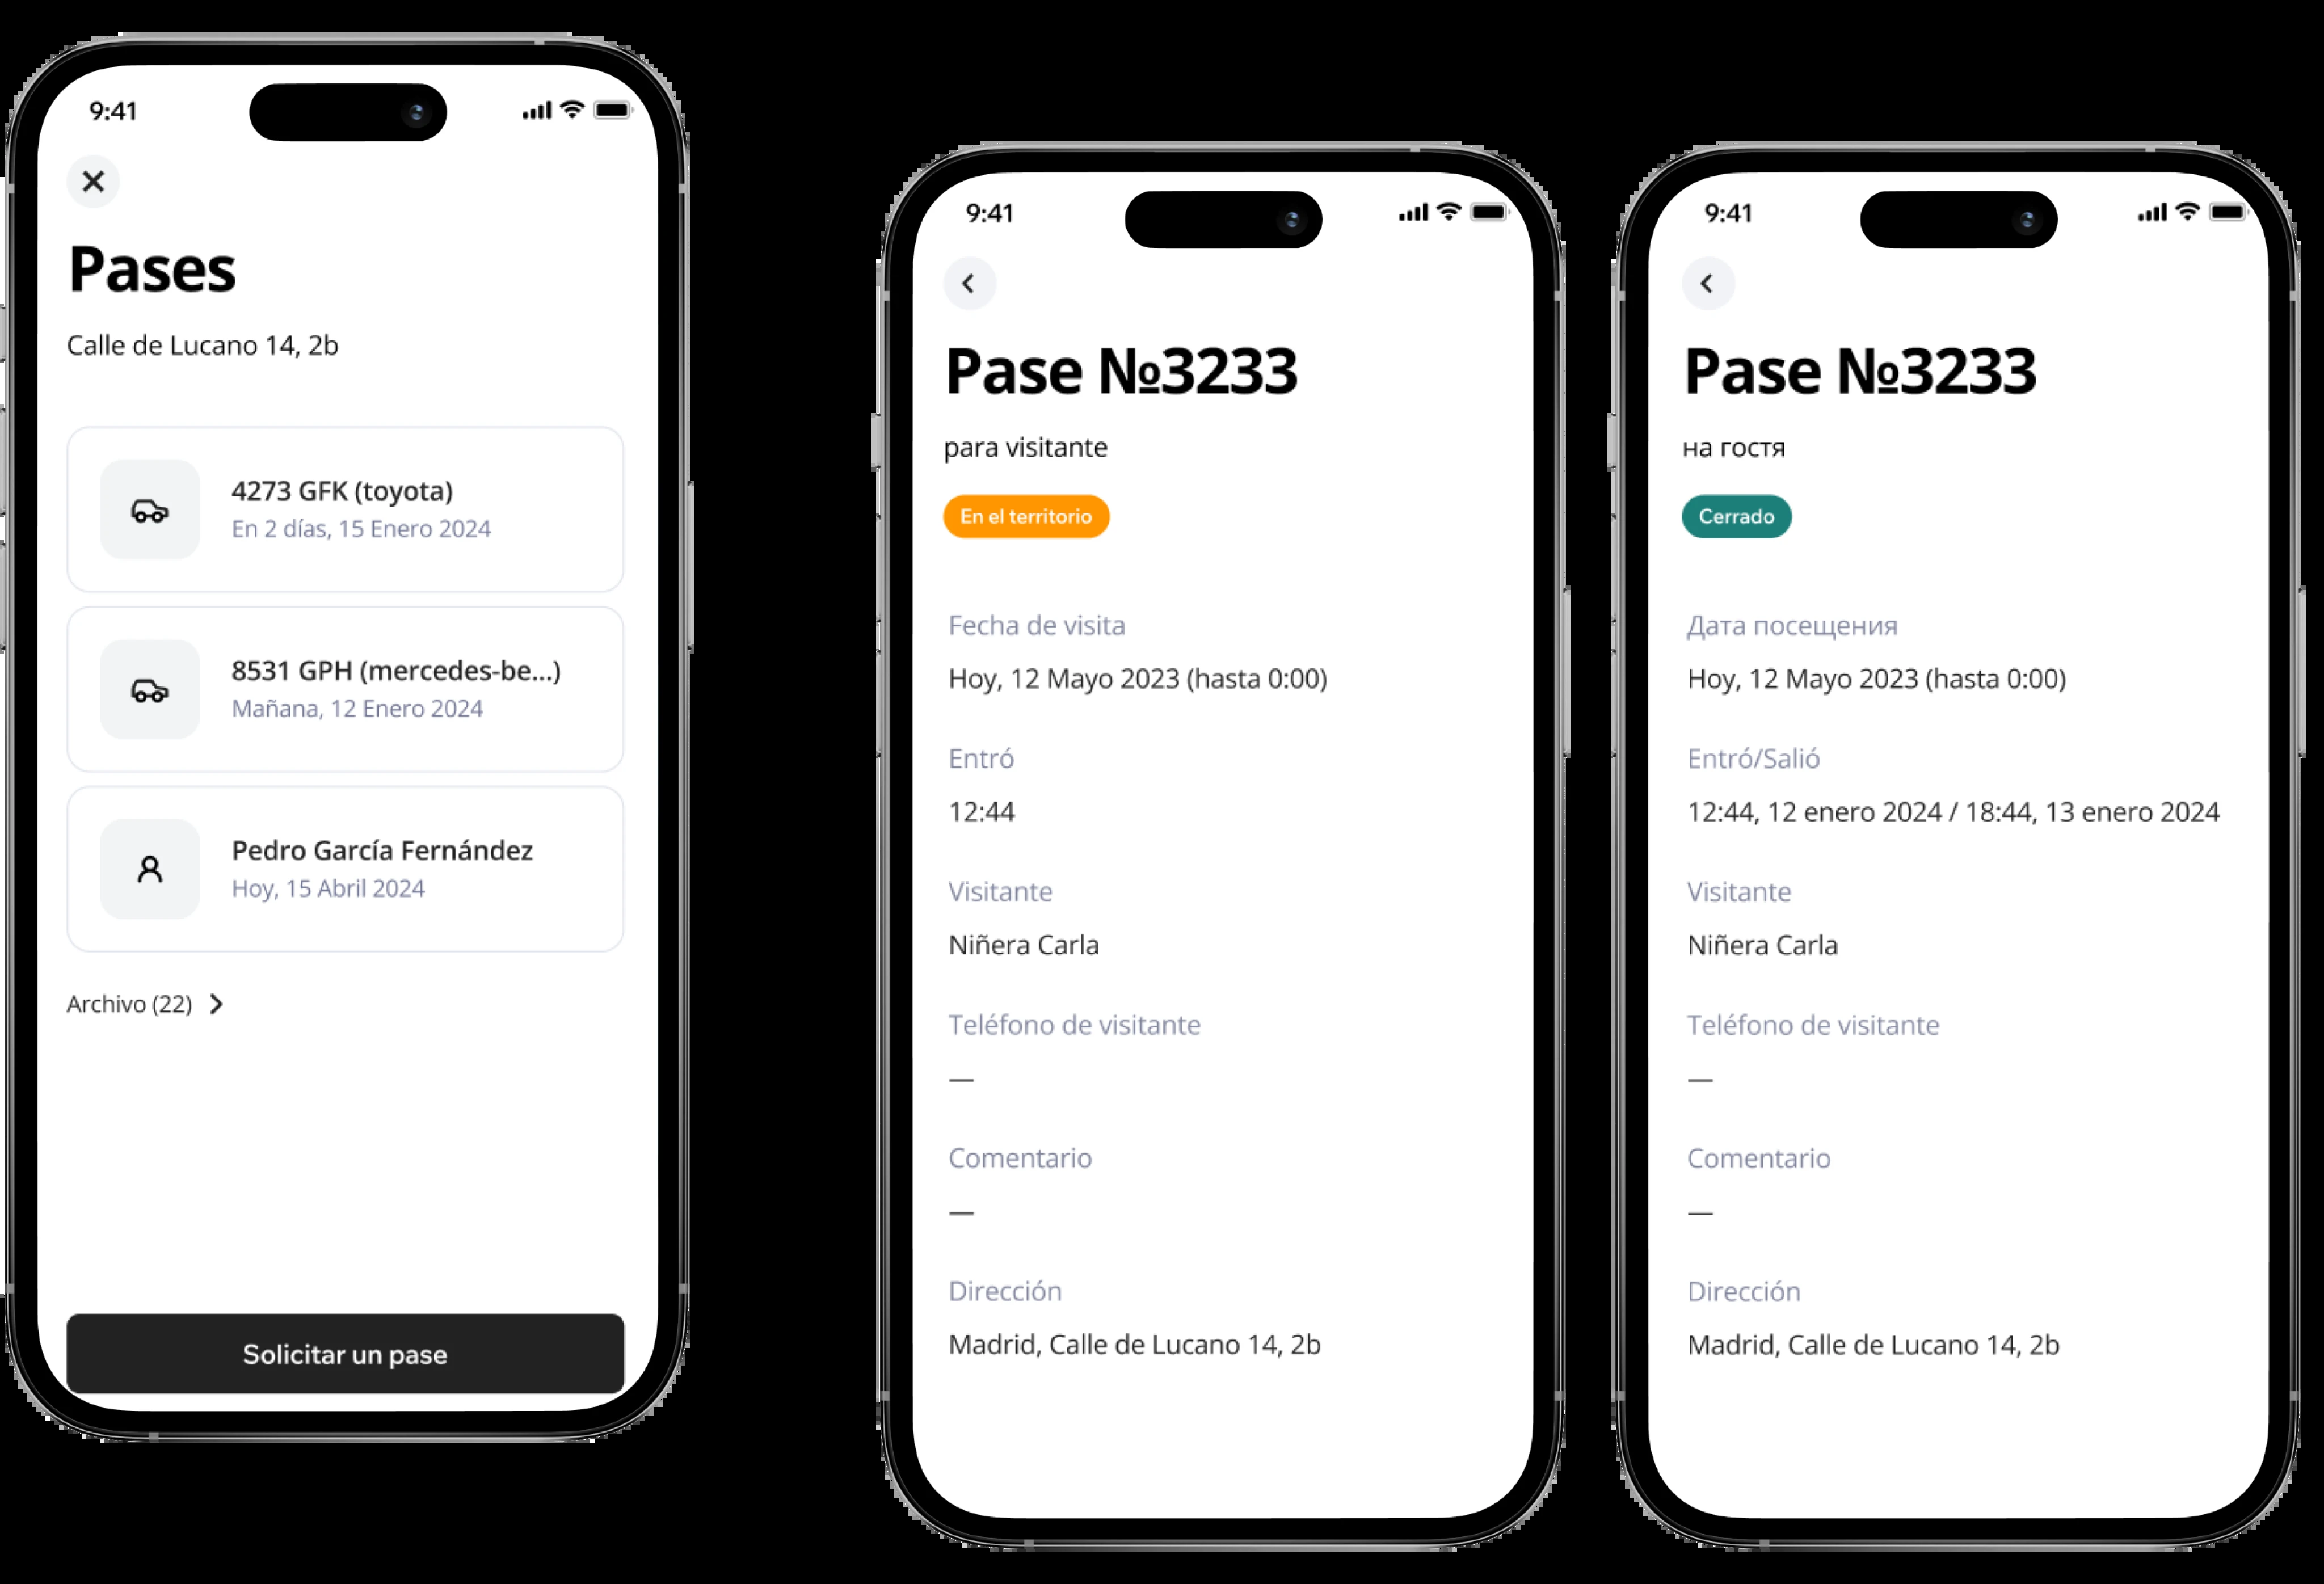 9:41
Pases
Calle de Lucano 14, 2b
4273 GFK (toyota)
En 2 días, 15 Enero 2024
8531 GPH (mercedes-be...)
Mañana, 12 Enero 2024
Pedro García Fernández
Hoy, 15 Abril 2024
Archivo (22)
Solicitar un pase
9:41
Pase №3233
para visitante
En el territorio
Fecha de visita
Hoy, 12 Mayo 2023 (hasta 0:00)
Entró
12:44
Visitante
Niñera Carla
Teléfono de visitante
—
Comentario
—
Dirección
Madrid, Calle de Lucano 14, 2b
9:41
Pase №3233
на гостя
Cerrado
Дата посещения
Hoy, 12 Mayo 2023 (hasta 0:00)
Entró/Salió
12:44, 12 enero 2024 / 18:44, 13 enero 2024
Visitante
Niñera Carla
Teléfono de visitante
—
Comentario
—
Dirección
Madrid, Calle de Lucano 14, 2b